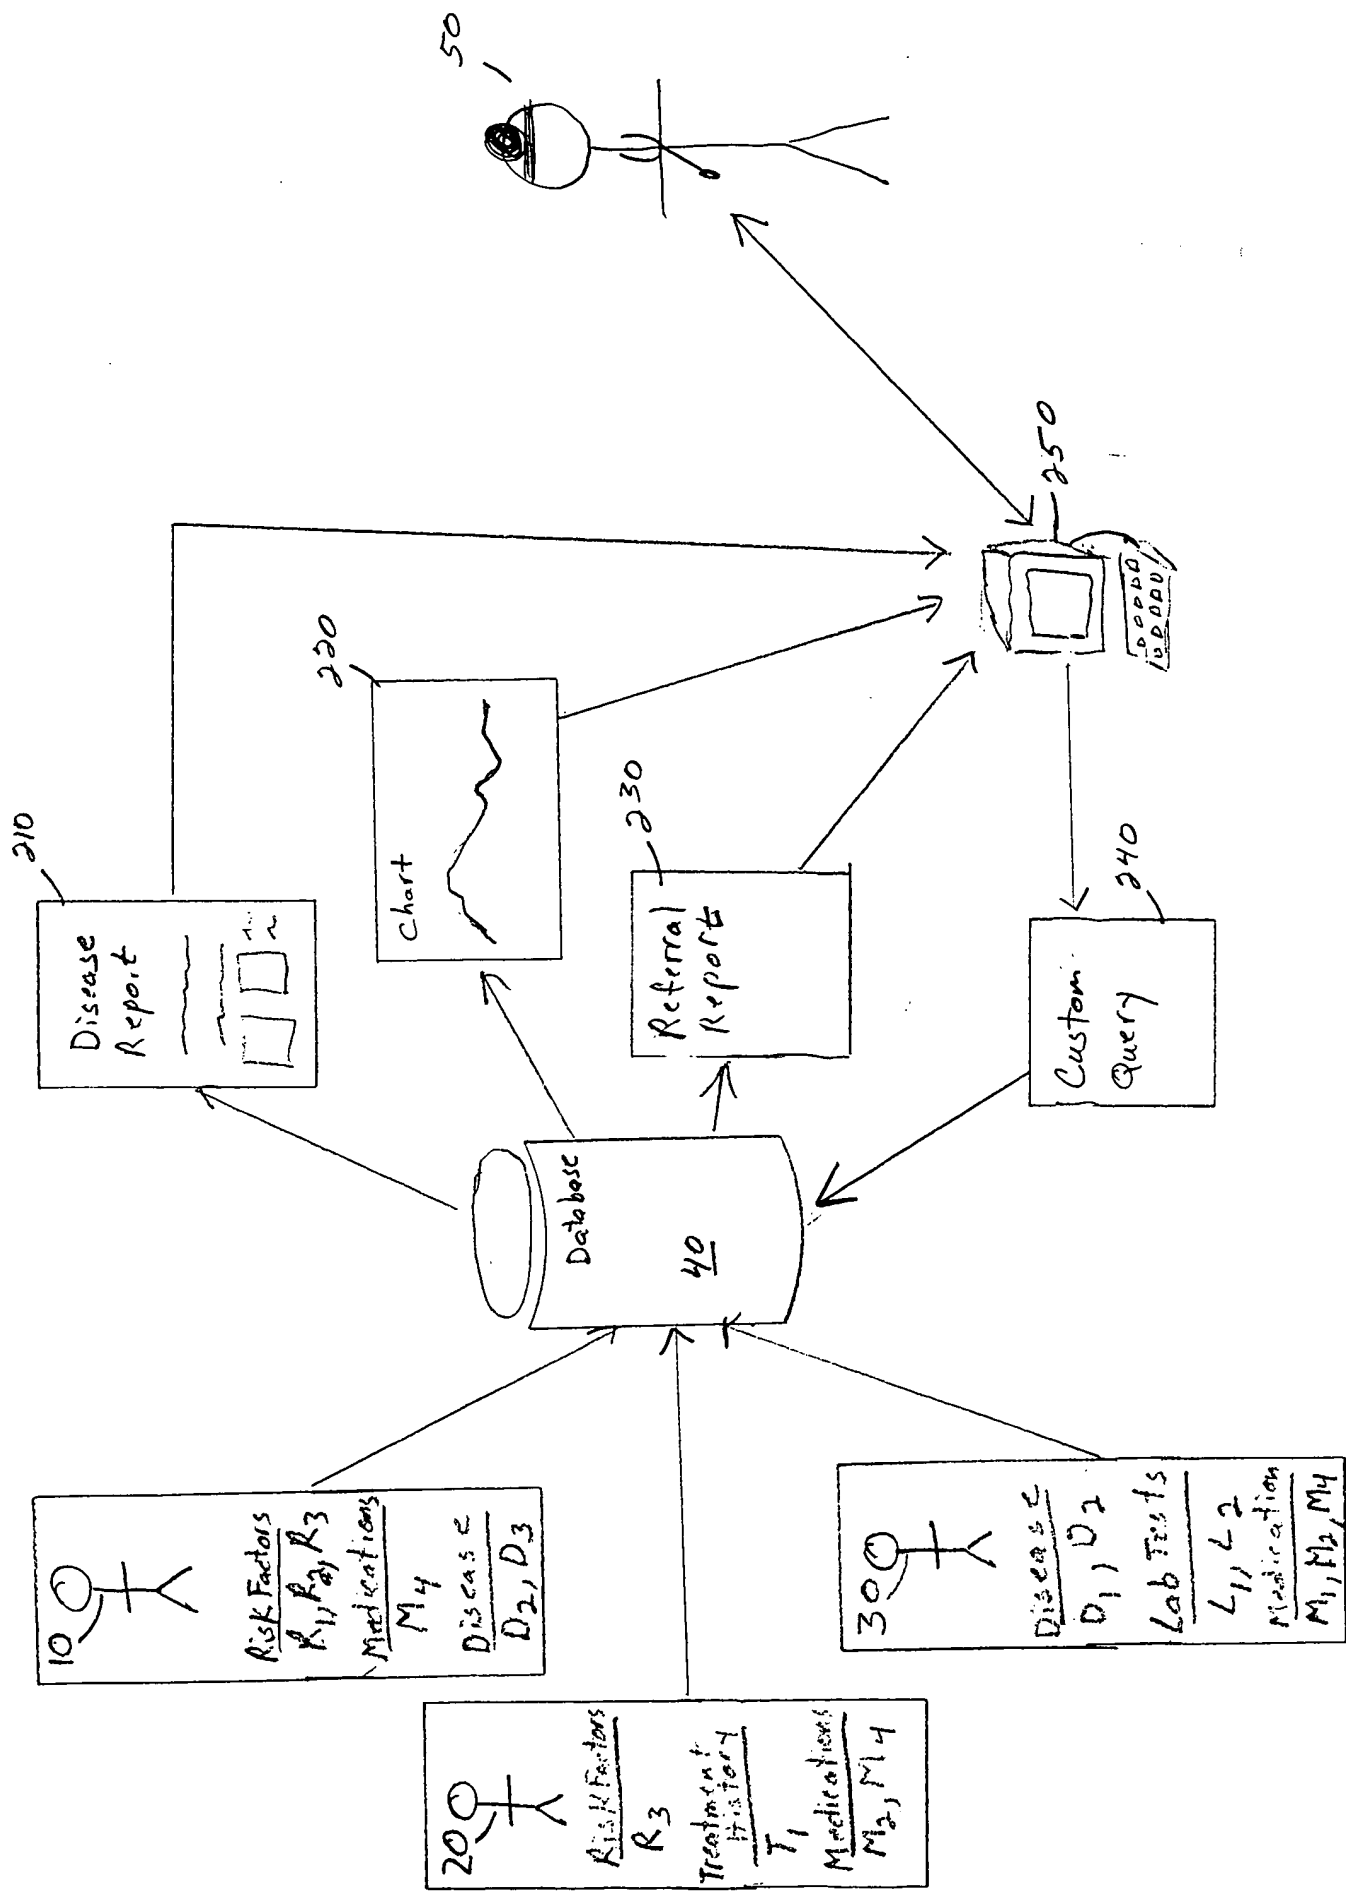 10
Risk Factors
R1, R2, R3
Medications
M4
Disease
D2, D3
20
Risk Factors
R3
Treatment
History
T1
Medications
M2, M4
30
Disease
D1, D2
Lab Tests
L1, L2
Medication
M1, M2, M4
Database
40
210
Disease
Report
220
Chart
230
Referral
Report
240
Custom
Query
250
50